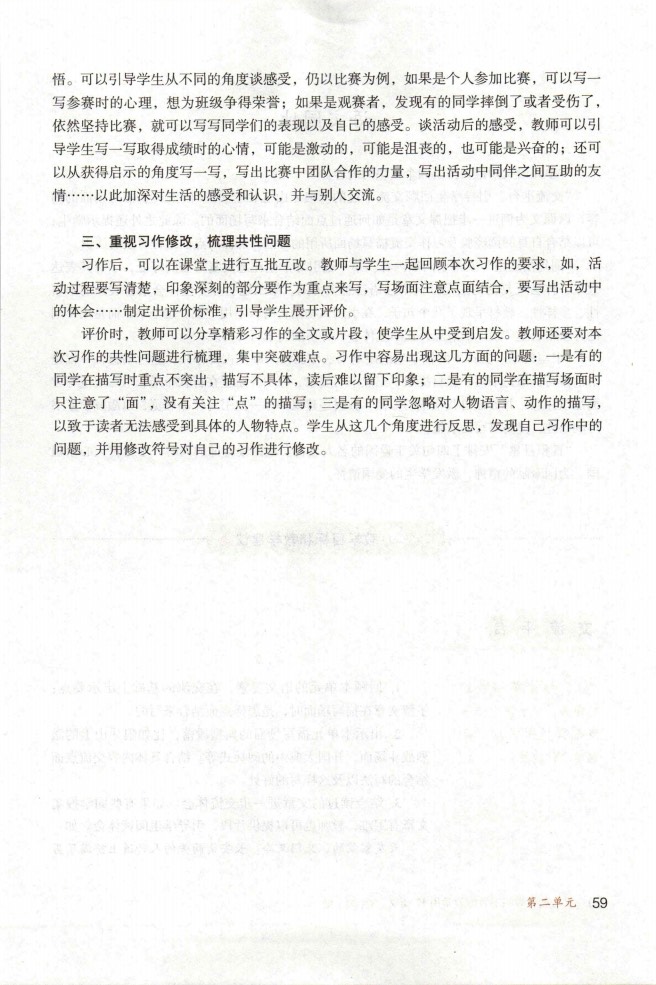 悟。可以引导学生从不同的角度谈感受，仍以比赛为例，如果是个人参加比赛，可以写一
写参赛时的心理，想为班级争得荣誉；如果是观赛者，发现有的同学摔倒了或者受伤了，
依然坚持比赛，就可以写写同学们的表现以及自己的感受。谈活动后的感受，教师可以引
导学生写一写取得成绩时的心情，可能是激动的，可能是沮丧的，也可能是兴奋的；还可
以从获得启示的角度写一写，写出比赛中团队合作的力量，写出活动中同伴之间互助的友
情……以此加深对生活的感受和认识，并与别人交流。
三、重视习作修改，梳理共性问题
习作后，可以在课堂上进行互批互改。教师与学生一起回顾本次习作的要求，如，活
动过程要写清楚，印象深刻的部分要作为重点来写，写场面注意点面结合，要写出活动中
的体会……制定出评价标准，引导学生展开评价。
评价时，教师可以分享精彩习作的全文或片段，使学生从中受到启发。教师还要对本
次习作的共性问题进行梳理，集中突破难点。习作中容易出现这几方面的问题：一是有的
同学在描写时重点不突出，描写不具体，读后难以留下印象；二是有的同学在描写场面时
只注意了“面”，没有关注“点”的描写；三是有的同学忽略对人物语言、动作的描写，
以致于读者无法感受到具体的人物特点。学生从这几个角度进行反思，发现自己习作中的
问题，并用修改符号对自己的习作进行修改。
第二单元 59